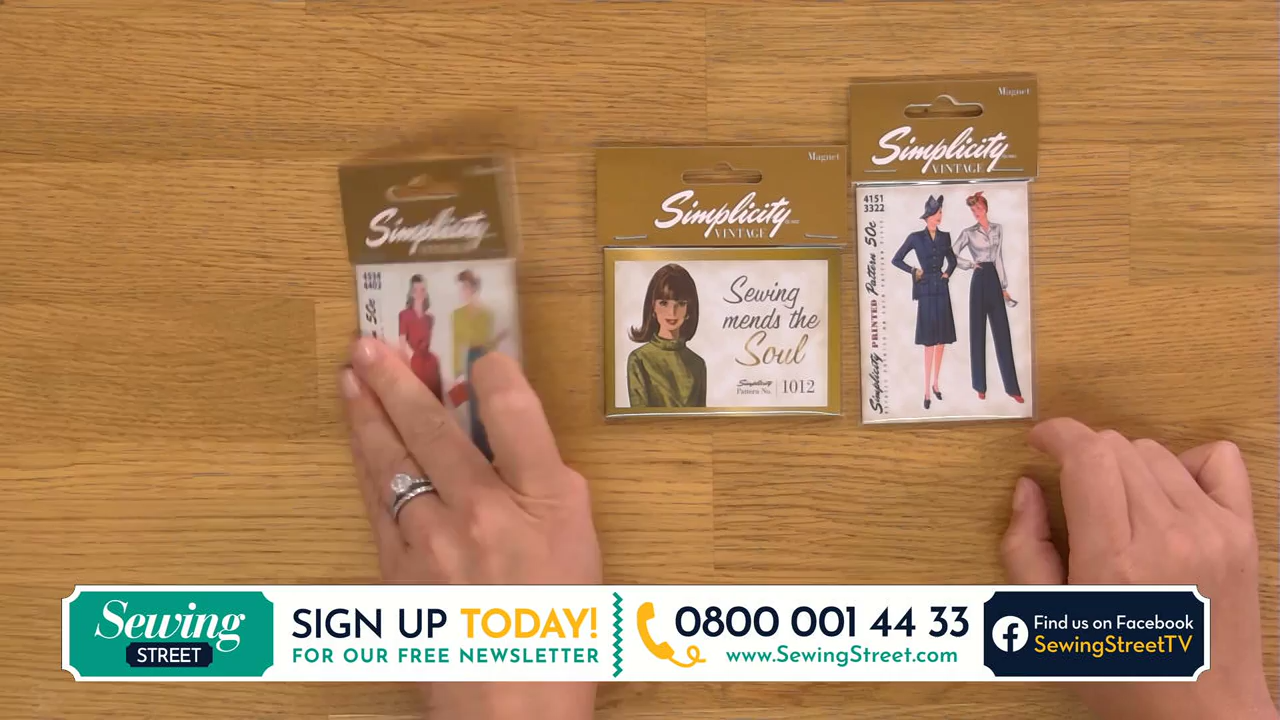 Simplicity
50c
Magnet
Simplicity
VINTAGE
Sewing
mends the
Soul
Simplicity
Pattern No. 1012
Magnet
Simplicity
VINTAGE
4151
3322
Simplicity PRINTED Pattern 50c
Sewing
STREET
SIGN UP TODAY!
FOR OUR FREE NEWSLETTER
0800 001 44 33
www.SewingStreet.com
Find us on Facebook
SewingStreetTV